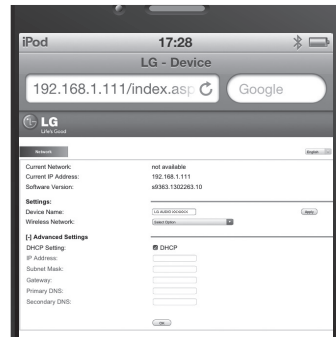 iPod 17:28
LG - Device
192.168.1.111/index.asp Google
LG
Life's Good
Network English
Current Network: not available
Current IP Address: 192.168.1.111
Software Version: s9363.1302263.10
Settings:
Device Name: LG AUDIO XXXXXXX Apply
Wireless Network: Select Option
[-] Advanced Settings
DHCP Setting: DHCP
IP Address:
Subnet Mask:
Gateway:
Primary DNS:
Secondary DNS:
OK